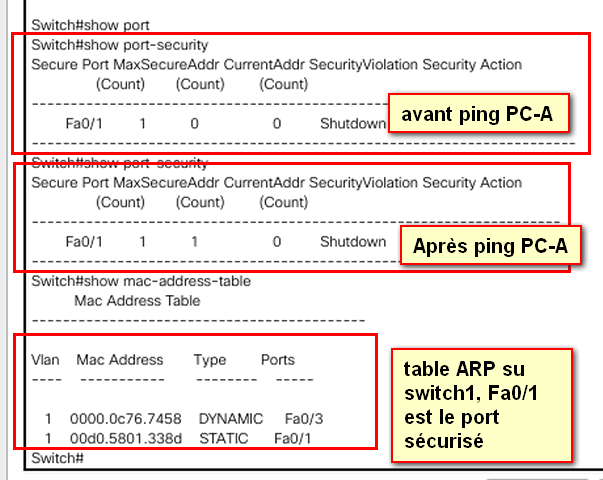 Switch#show port
Switch#show port-security
Secure Port MaxSecureAddr CurrentAddr SecurityViolation Security Action
(Count) (Count) (Count)
--------------------------------------------------------------------
avant ping PC-A
Fa0/1 1 0 0 Shutdown
--------------------------------------------------------------------
Switch#show port-security
Secure Port MaxSecureAddr CurrentAddr SecurityViolation Security Action
(Count) (Count) (Count)
--------------------------------------------------------------------
Fa0/1 1 1 0 Shutdown
Après ping PC-A
--------------------------------------------------------------------
Switch#show mac-address-table
Mac Address Table
-------------------------------------------
Vlan Mac Address Type Ports
---- ----------- -------- -----
1 0000.0c76.7458 DYNAMIC Fa0/3
1 00d0.5801.338d STATIC Fa0/1
Switch#
table ARP su
switch1, Fa0/1
est le port
sécurisé